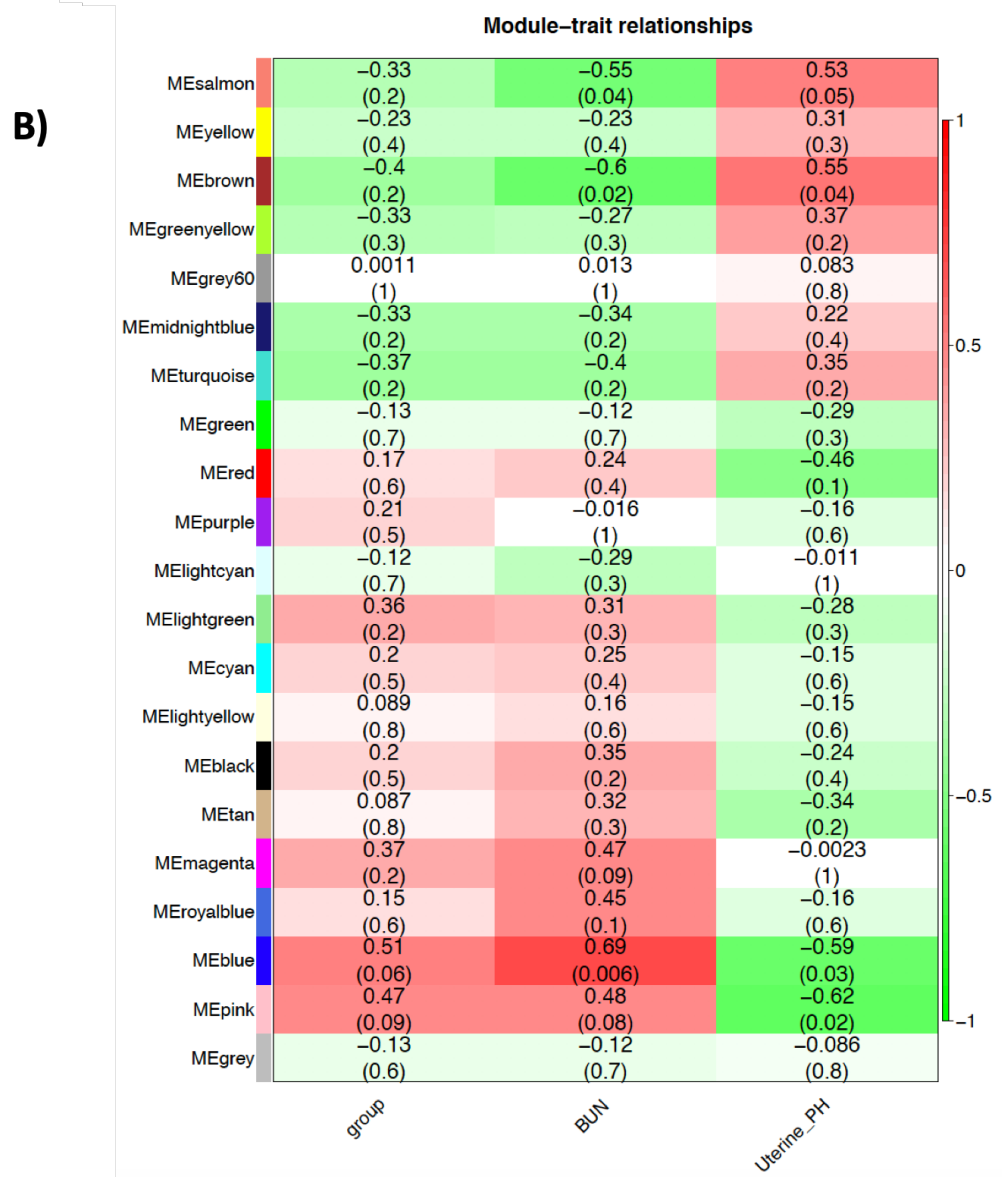 Module−trait relationships
B)
MEsalmon −0.33 −0.55 0.53
(0.2) (0.04) (0.05)
MEyellow −0.23 −0.23 0.31
(0.4) (0.4) (0.3)
MEbrown −0.4 −0.6 0.55
(0.2) (0.02) (0.04)
MEgreenyellow −0.33 −0.27 0.37
(0.3) (0.3) (0.2)
MEgrey60 0.0011 0.013 0.083
(1) (1) (0.8)
MEmidnightblue −0.33 −0.34 0.22
(0.2) (0.2) (0.4)
MEturquoise −0.37 −0.4 0.35
(0.2) (0.2) (0.2)
MEgreen −0.13 −0.12 −0.29
(0.7) (0.7) (0.3)
MEred 0.17 0.24 −0.46
(0.6) (0.4) (0.1)
MEpurple 0.21 −0.016 −0.16
(0.5) (1) (0.6)
MElightcyan −0.12 −0.29 −0.011
(0.7) (0.3) (1)
MElightgreen 0.36 0.31 −0.28
(0.2) (0.3) (0.3)
MEcyan 0.2 0.25 −0.15
(0.5) (0.4) (0.6)
MElightyellow 0.089 0.16 −0.15
(0.8) (0.6) (0.6)
MEblack 0.2 0.35 −0.24
(0.5) (0.2) (0.4)
MEtan 0.087 0.32 −0.34
(0.8) (0.3) (0.2)
MEmagenta 0.37 0.47 −0.0023
(0.2) (0.09) (1)
MEroyalblue 0.15 0.45 −0.16
(0.6) (0.1) (0.6)
MEblue 0.51 0.69 −0.59
(0.06) (0.006) (0.03)
MEpink 0.47 0.48 −0.62
(0.09) (0.08) (0.02)
MEgrey −0.13 −0.12 −0.086
(0.6) (0.7) (0.8)
group BUN Uterine_PH
1
0.5
0
−0.5
−1